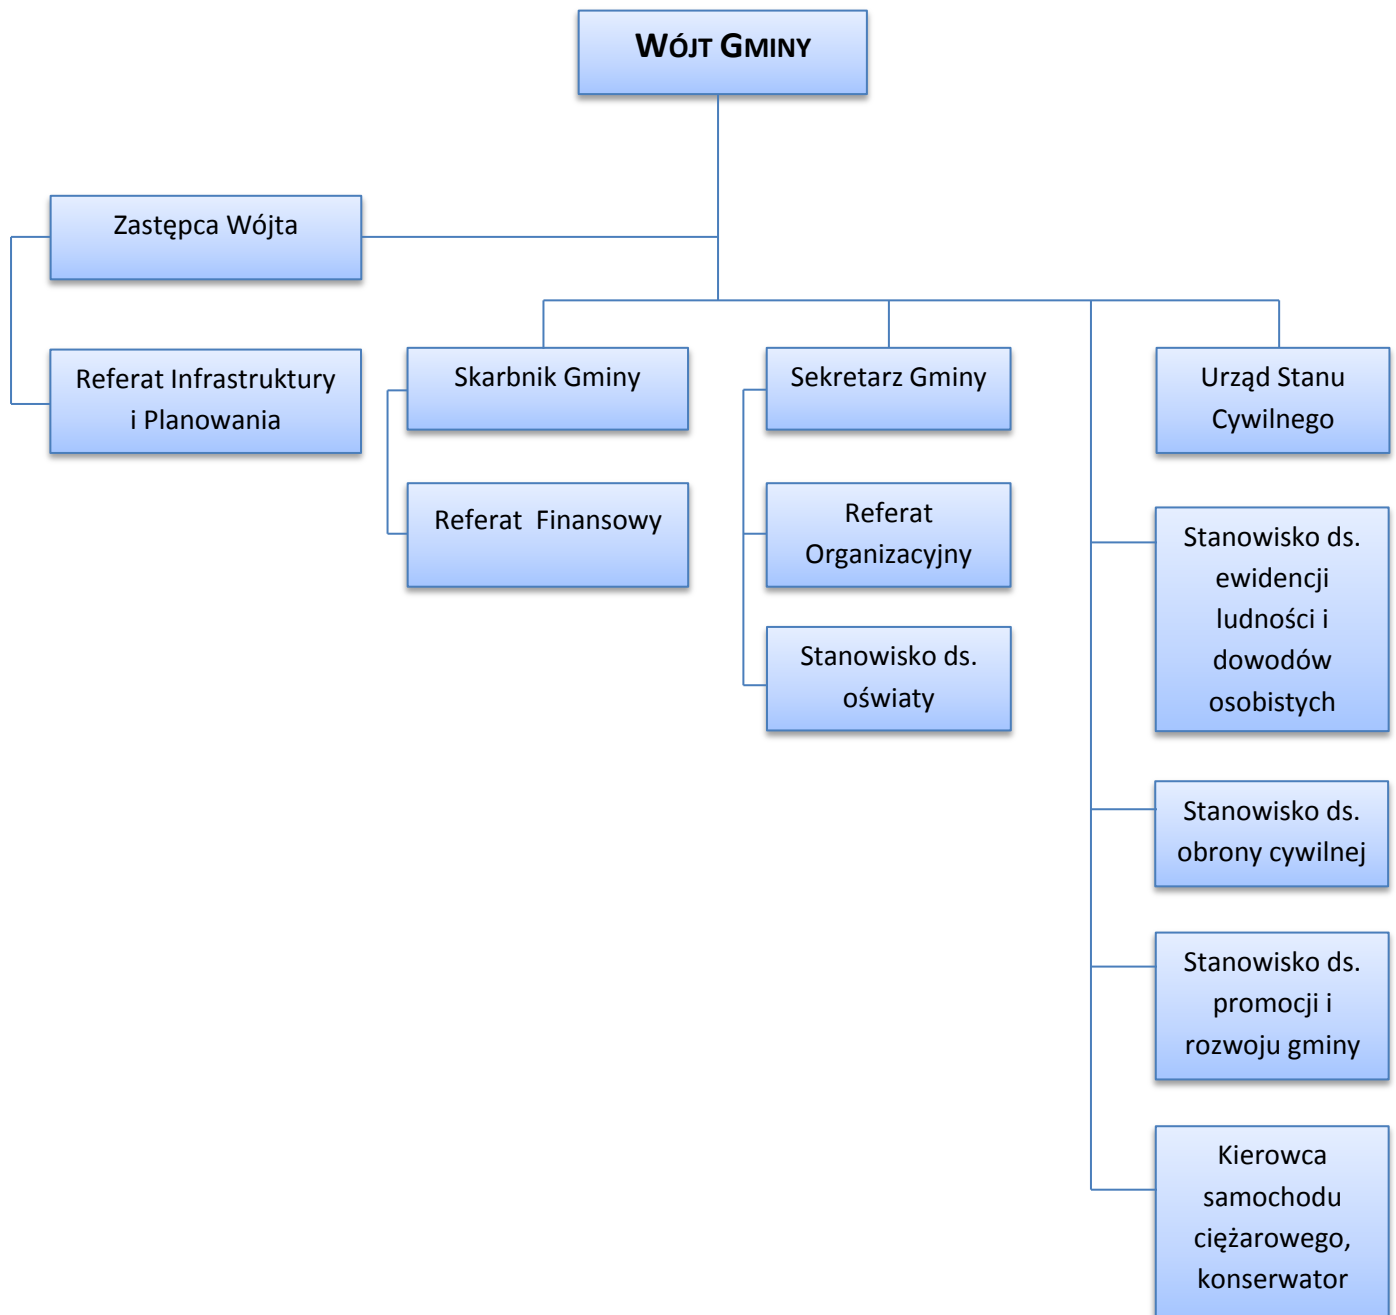 WÓJT GMINY
Zastępca Wójta
Referat Infrastruktury
i Planowania
Skarbnik Gminy
Referat Finansowy
Sekretarz Gminy
Referat
Organizacyjny
Stanowisko ds.
oświaty
Urząd Stanu
Cywilnego
Stanowisko ds.
ewidencji
ludności i
dowodów
osobistych
Stanowisko ds.
obrony cywilnej
Stanowisko ds.
promocji i
rozwoju gminy
Kierowca
samochodu
ciężarowego,
konserwator